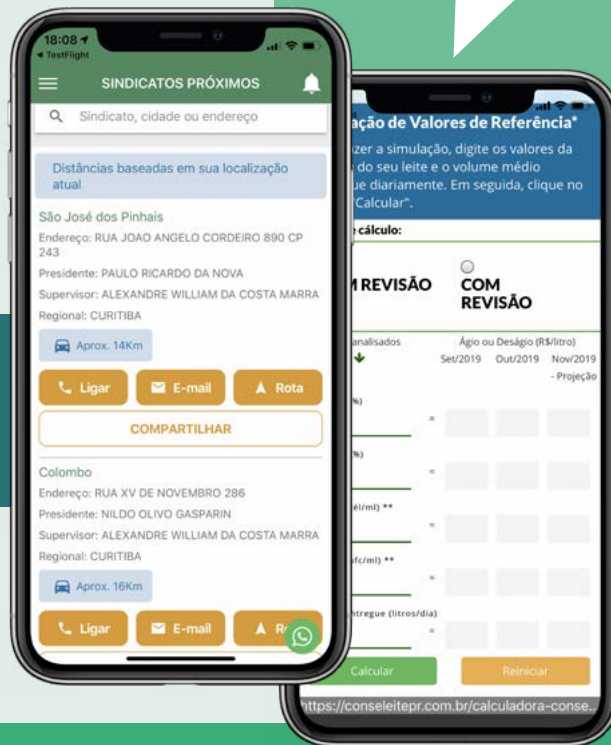 18:08
TestFlight
SINDICATOS PRÓXIMOS
Sindicato, cidade ou endereço
Distâncias baseadas em sua localização
atual
São José dos Pinhais
Endereço: RUA JOAO ANGELO CORDEIRO 890 CP
243
Presidente: PAULO RICARDO DA NOVA
Supervisor: ALEXANDRE WILLIAM DA COSTA MARRA
Regional: CURITIBA
Aprox. 14Km
Ligar E-mail Rota
COMPARTILHAR
Colombo
Endereço: RUA XV DE NOVEMBRO 286
Presidente: NILDO OLIVO GASPARIN
Supervisor: ALEXANDRE WILLIAM DA COSTA MARRA
Regional: CURITIBA
Aprox. 16Km
Ligar E-mail
de Valores de Referência*
a simulação, digite os valores da
do seu leite e o volume médio
diariamente. Em seguida, clique no
"Calcular".
cálculo:
REVISÃO
COM
REVISÃO
analisados Ágio ou Deságio (R$/litro)
Set/2019 Out/2019 Nov/2019
- Projeção
%)
=
%)
=
/ml) **
=
/ml) **
=
(litros/dia)
=
Calcular Reiniciar
https://conseleitepr.com.br/calculadora-conse...